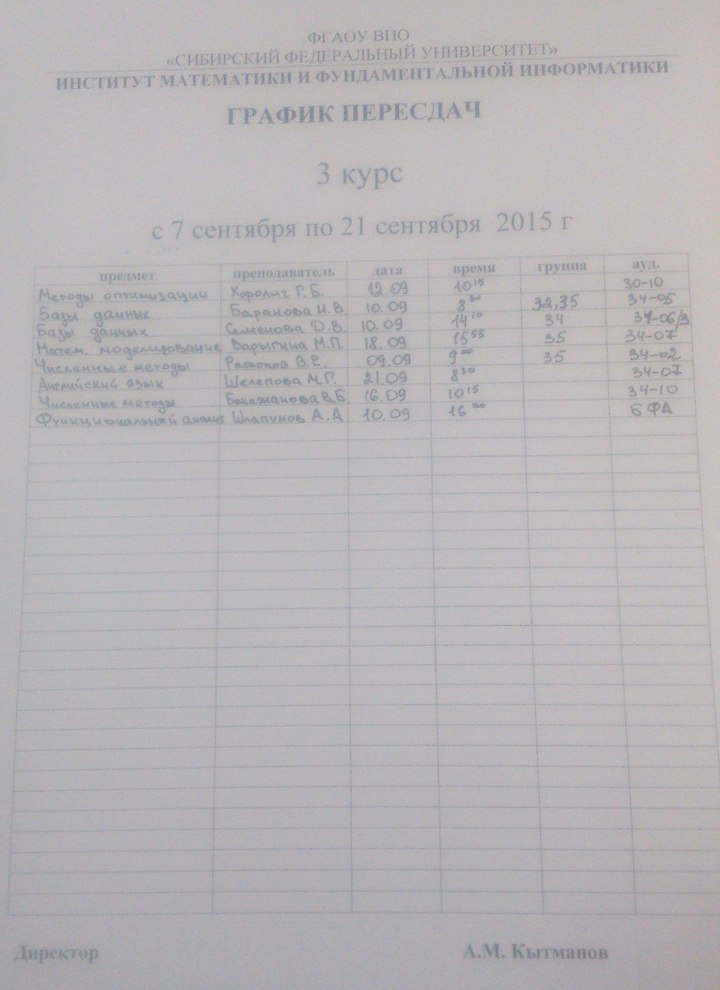 ФГАОУ ВПО
«СИБИРСКИЙ ФЕДЕРАЛЬНЫЙ УНИВЕРСИТЕТ»
ИНСТИТУТ МАТЕМАТИКИ И ФУНДАМЕНТАЛЬНОЙ ИНФОРМАТИКИ
ГРАФИК ПЕРЕСДАЧ
3 курс
с 7 сентября по 21 сентября 2015 г
предмет преподаватель дата время группа ауд.
Методы оптимизации Р.Б. 12.09 10 15 30-10
Базы данных Баранова И.В. 10.09 8 30 32,35 34-05
Базы данных Семенова Д.В. 10.09 14 10 34 34-06/3
Матем. моделирование Варыгина М.П. 18.09 15 55 35 34-07
Численные методы В.Е. 09.09 9 00 35 34-02
Английский язык Шелепова М.Г. 21.09 8 30 34-07
Численные методы В.Б. 16.09 10 15 34-10
Функциональный анализ Шлапунов А.А 10.09 16 00 БФА
Директор А.М. Кытманов